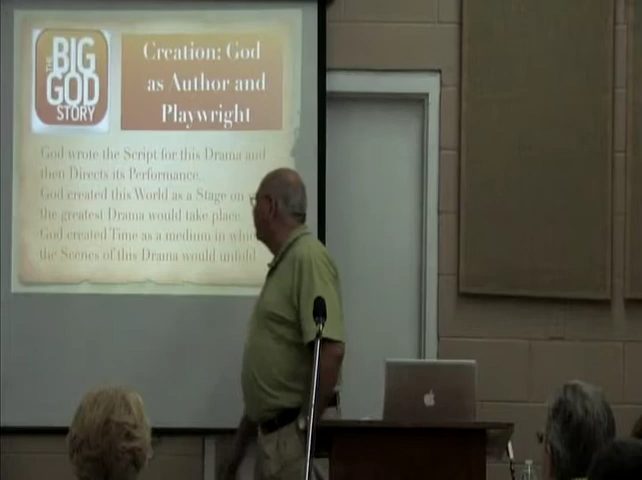 THE
BIG
GOD
STORY
Creation: God
as Author and
Playwright
God wrote the Script for this Drama and
then Directs its Performance.
God created this World as a Stage on
the greatest Drama would take place.
God created Time as a medium in
the Scenes of this Drama would unfold